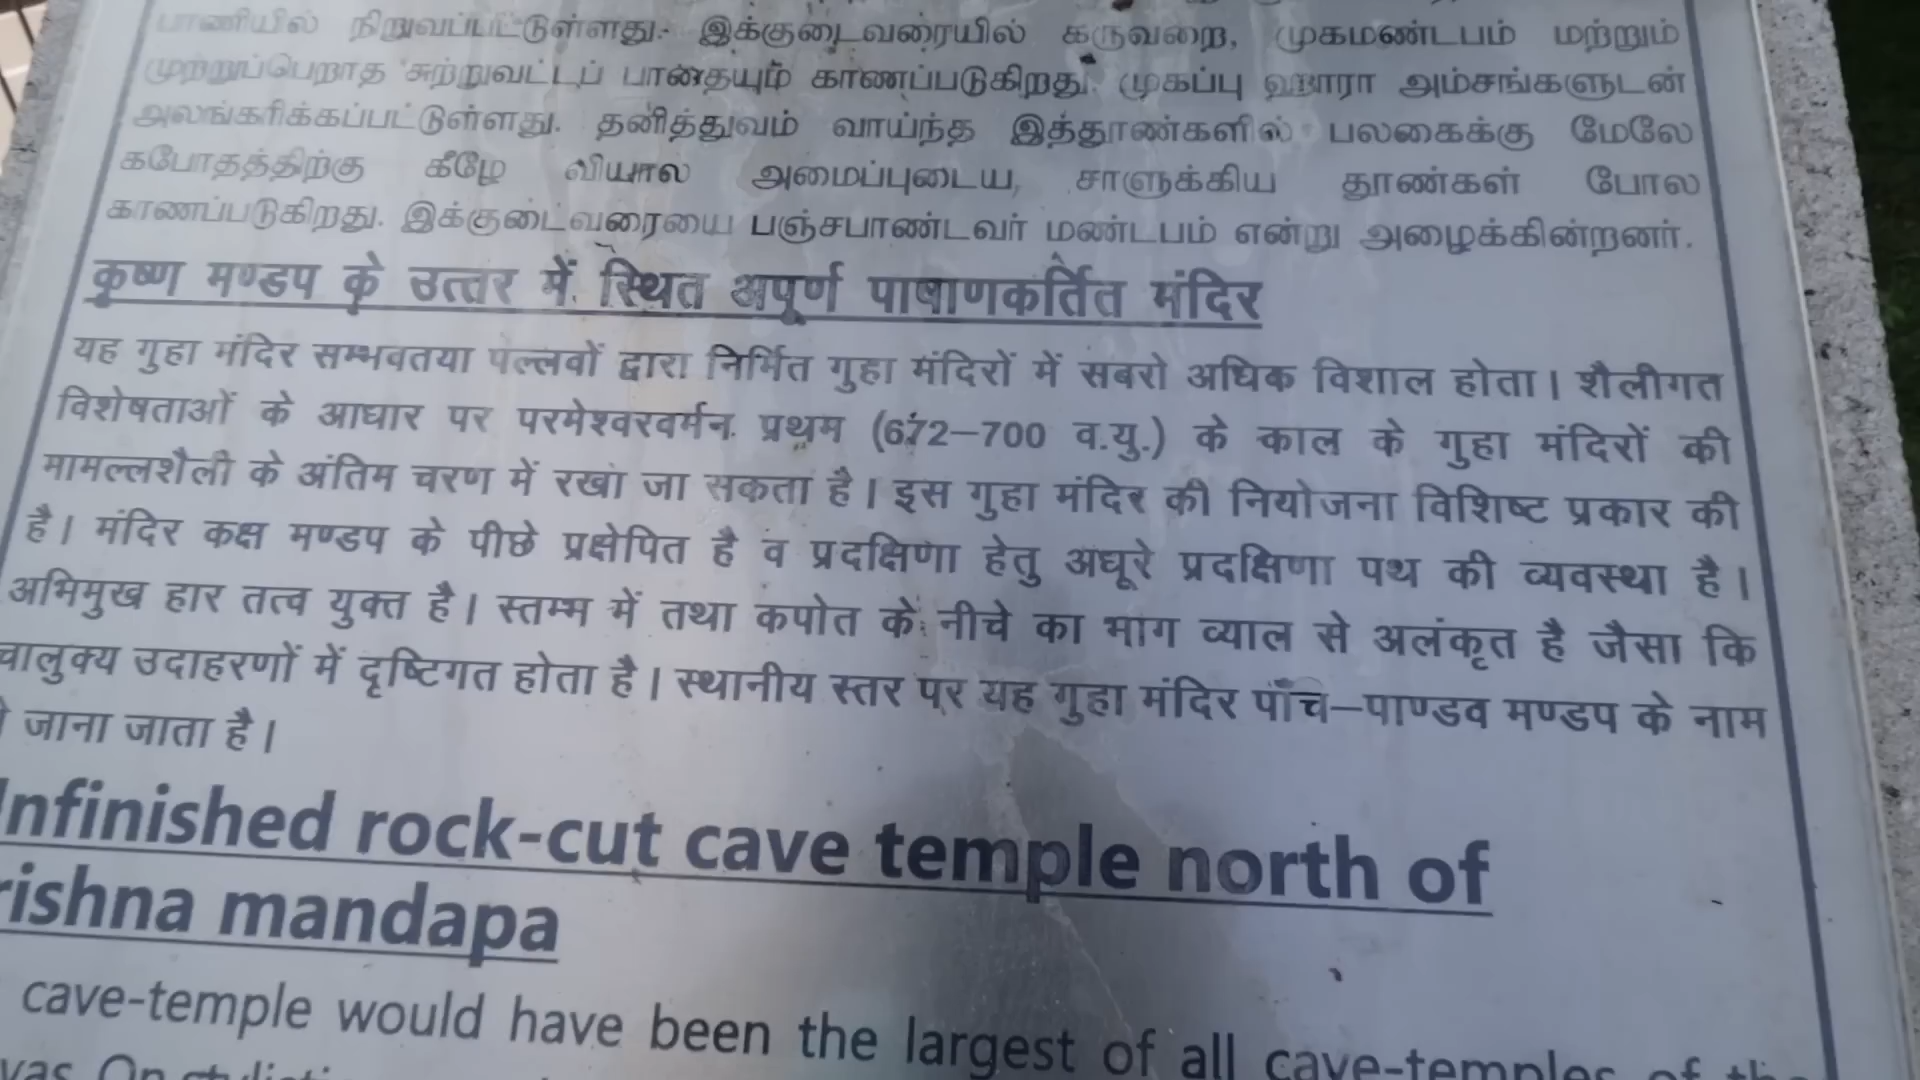 பாணியில் நிறுவப்பட்டுள்ளது. இக்குடைவரையில் கருவறை, முகமண்டபம் மற்றும்
முற்றுப்பெறாத சுற்றுவட்டப் பாதையும் காணப்படுகிறது. முகப்பு ஹாரா அம்சங்களுடன்
அலங்கரிக்கப்பட்டுள்ளது. தனித்துவம் வாய்ந்த இத்தூண்களில் பலகைக்கு மேலே
கபோதத்திற்கு கீழே வியால அமைப்புடைய, சாளுக்கிய தூண்கள் போல
காணப்படுகிறது. இக்குடைவரையை பஞ்சபாண்டவர் மண்டபம் என்று அழைக்கின்றனர்.
कृष्ण मण्डप के उत्तर में स्थित अपूर्ण पाषाणकर्तित मंदिर
यह गुहा मंदिर सम्भवतया पल्लवों द्वारा निर्मित गुहा मंदिरों में सबसे अधिक विशाल होता। शैलीगत
विशेषताओं के आधार पर परमेश्वरवर्मन प्रथम (672–700 व.यु.) के काल के गुहा मंदिरों की
मामल्लशैली के अंतिम चरण में रखा जा सकता है। इस गुहा मंदिर की नियोजना विशिष्ट प्रकार की
है। मंदिर कक्ष मण्डप के पीछे प्रक्षेपित है व प्रदक्षिणा हेतु अधूरे प्रदक्षिणा पथ की व्यवस्था है।
अभिमुख हार तत्व युक्त है। स्तम्भ में तथा कपोत के नीचे का भाग व्याल से अलंकृत है जैसा कि
चालुक्य उदाहरणों में दृष्टिगत होता है। स्थानीय स्तर पर यह गुहा मंदिर पाँच–पाण्डव मण्डप के नाम
जाना जाता है।
nfinished rock-cut cave temple north of
rishna mandapa
cave-temple would have been the largest of all cave-temples of the
vas. On